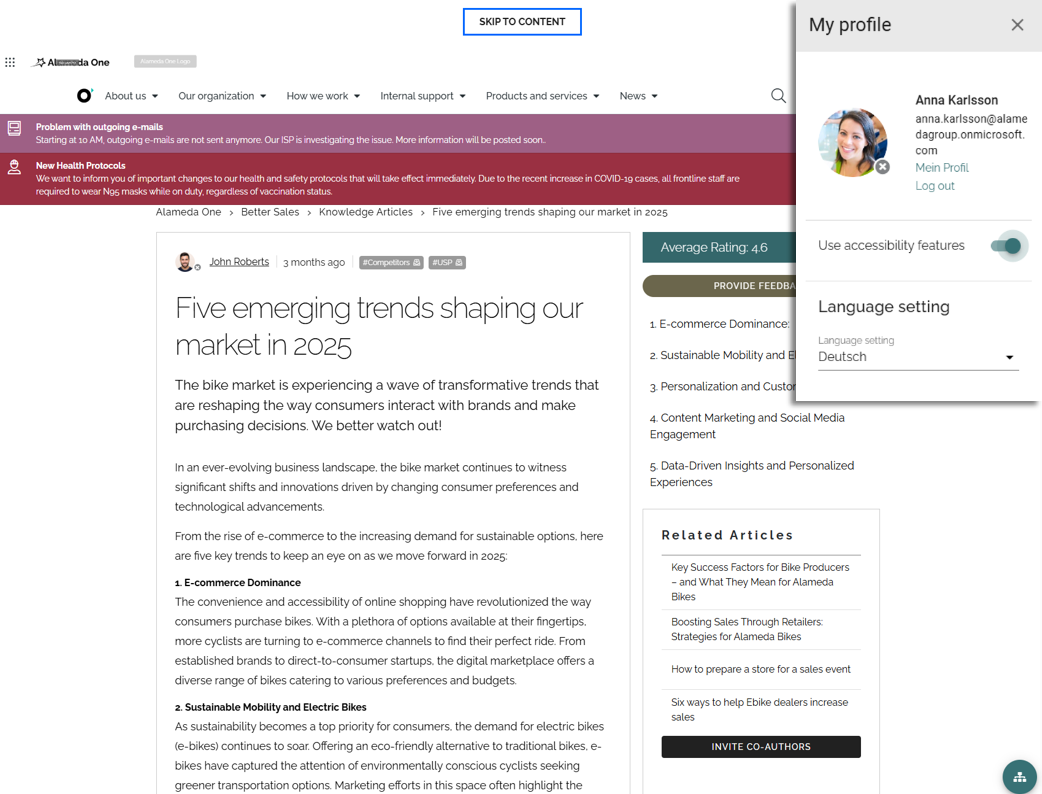 SKIP TO CONTENT
My profile
Alameda One
Alameda One Logo
About us
Our organization
How we work
Internal support
Products and services
News
Problem with outgoing e-mails
Starting at 10 AM, outgoing e-mails are not sent anymore. Our ISP is investigating the issue. More information will be posted soon..
New Health Protocols
We want to inform you of important changes to our health and safety protocols that will take effect immediately. Due to the recent increase in COVID-19 cases, all frontline staff are
required to wear N95 masks while on duty, regardless of vaccination status.
Anna Karlsson
anna.karlsson@alame
dagroup.onmicrosoft.
com
Mein Profil
Log out
Use accessibility features
Language setting
Language setting
Deutsch
Alameda One > Better Sales > Knowledge Articles > Five emerging trends shaping our market in 2025
John Roberts
3 months ago
#Competitors
#USP
Five emerging trends shaping our
market in 2025
The bike market is experiencing a wave of transformative trends that
are reshaping the way consumers interact with brands and make
purchasing decisions. We better watch out!
In an ever-evolving business landscape, the bike market continues to witness
significant shifts and innovations driven by changing consumer preferences and
technological advancements.
From the rise of e-commerce to the increasing demand for sustainable options, here
are five key trends to keep an eye on as we move forward in 2025:
1. E-commerce Dominance
The convenience and accessibility of online shopping have revolutionized the way
consumers purchase bikes. With a plethora of options available at their fingertips,
more cyclists are turning to e-commerce channels to find their perfect ride. From
established brands to direct-to-consumer startups, the digital marketplace offers a
diverse range of bikes catering to various preferences and budgets.
2. Sustainable Mobility and Electric Bikes
As sustainability becomes a top priority for consumers, the demand for electric bikes
(e-bikes) continues to soar. Offering an eco-friendly alternative to traditional bikes, e-
bikes have captured the attention of environmentally conscious cyclists seeking
greener transportation options. Marketing efforts in this space often highlight the
Average Rating: 4.6
PROVIDE FEEDBA
1. E-commerce Dominance:
2. Sustainable Mobility and El
3. Personalization and Custor
4. Content Marketing and Social Media
Engagement
5. Data-Driven Insights and Personalized
Experiences
Related Articles
Key Success Factors for Bike Producers
– and What They Mean for Alameda
Bikes
Boosting Sales Through Retailers:
Strategies for Alameda Bikes
How to prepare a store for a sales event
Six ways to help Ebike dealers increase
sales
INVITE CO-AUTHORS